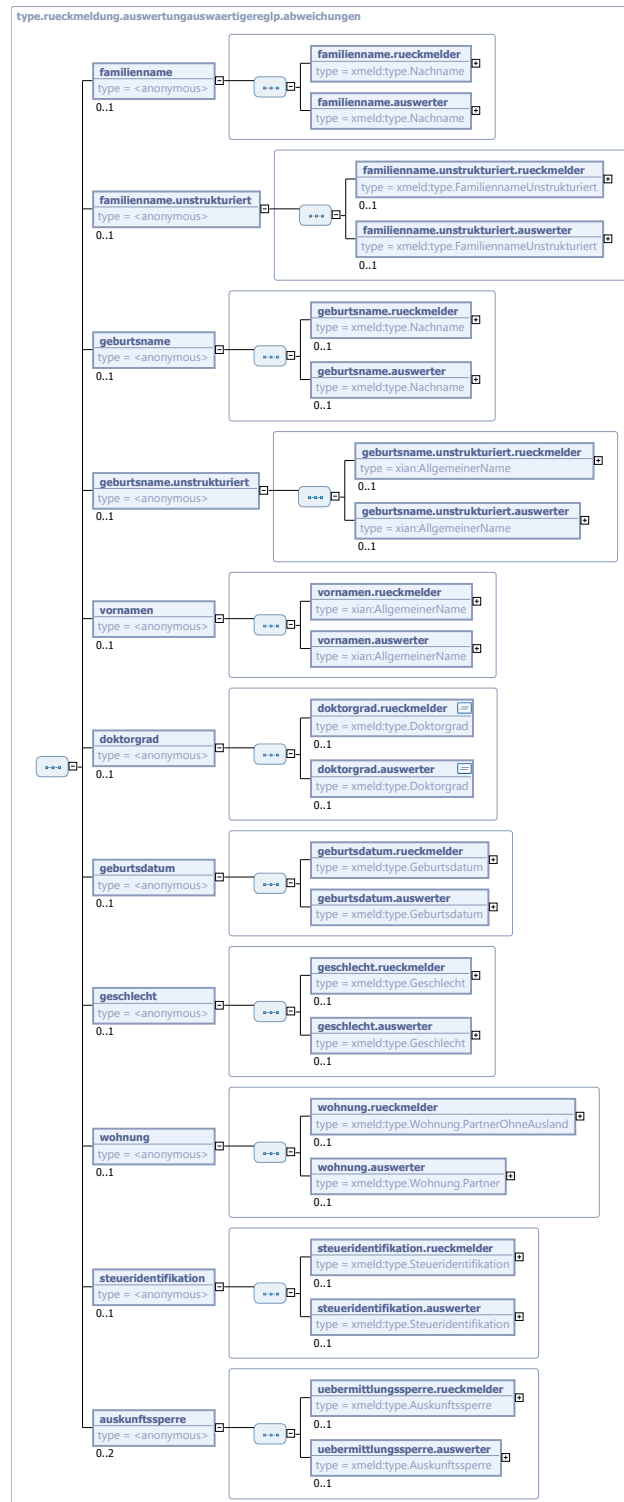 type.rueckmeldung.auswertungauswaertigereglp.abweichungen
familienname
type = <anonymous>
0..1
familienname.rueckmelder
type = xmeld:type.Nachname
familienname.auswerter
type = xmeld:type.Nachname
familienname.unstrukturiert
type = <anonymous>
0..1
familienname.unstrukturiert.rueckmelder
type = xmeld:type.FamiliennameUnstrukturiert
0..1
familienname.unstrukturiert.auswerter
type = xmeld:type.FamiliennameUnstrukturiert
0..1
geburtsname
type = <anonymous>
0..1
geburtsname.rueckmelder
type = xmeld:type.Nachname
0..1
geburtsname.auswerter
type = xmeld:type.Nachname
0..1
geburtsname.unstrukturiert
type = <anonymous>
0..1
geburtsname.unstrukturiert.rueckmelder
type = xian:AllgemeinerName
0..1
geburtsname.unstrukturiert.auswerter
type = xian:AllgemeinerName
0..1
vornamen
type = <anonymous>
0..1
vornamen.rueckmelder
type = xian:AllgemeinerName
vornamen.auswerter
type = xian:AllgemeinerName
doktorgrad
type = <anonymous>
0..1
doktorgrad.rueckmelder
type = xmeld:type.Doktorgrad
0..1
doktorgrad.auswerter
type = xmeld:type.Doktorgrad
0..1
geburtsdatum
type = <anonymous>
0..1
geburtsdatum.rueckmelder
type = xmeld:type.Geburtsdatum
geburtsdatum.auswerter
type = xmeld:type.Geburtsdatum
geschlecht
type = <anonymous>
0..1
geschlecht.rueckmelder
type = xmeld:type.Geschlecht
0..1
geschlecht.auswerter
type = xmeld:type.Geschlecht
0..1
wohnung
type = <anonymous>
0..1
wohnung.rueckmelder
type = xmeld:type.Wohnung.PartnerOhneAusland
0..1
wohnung.auswerter
type = xmeld:type.Wohnung.Partner
0..1
steueridentifikation
type = <anonymous>
0..1
steueridentifikation.rueckmelder
type = xmeld:type.Steueridentifikation
0..1
steueridentifikation.auswerter
type = xmeld:type.Steueridentifikation
0..1
auskunftssperre
type = <anonymous>
0..2
uebermittlungssperre.rueckmelder
type = xmeld:type.Auskunftssperre
0..1
uebermittlungssperre.auswerter
type = xmeld:type.Auskunftssperre
0..1